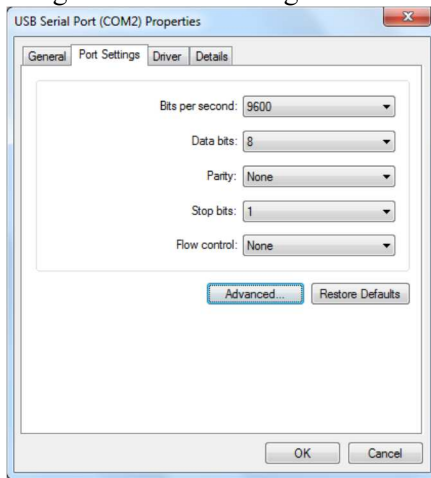 USB Serial Port (COM2) Properties
General Port Settings Driver Details
Bits per second: 9600
Data bits: 8
Parity: None
Stop bits: 1
Flow control: None
Advanced... Restore Defaults
OK Cancel